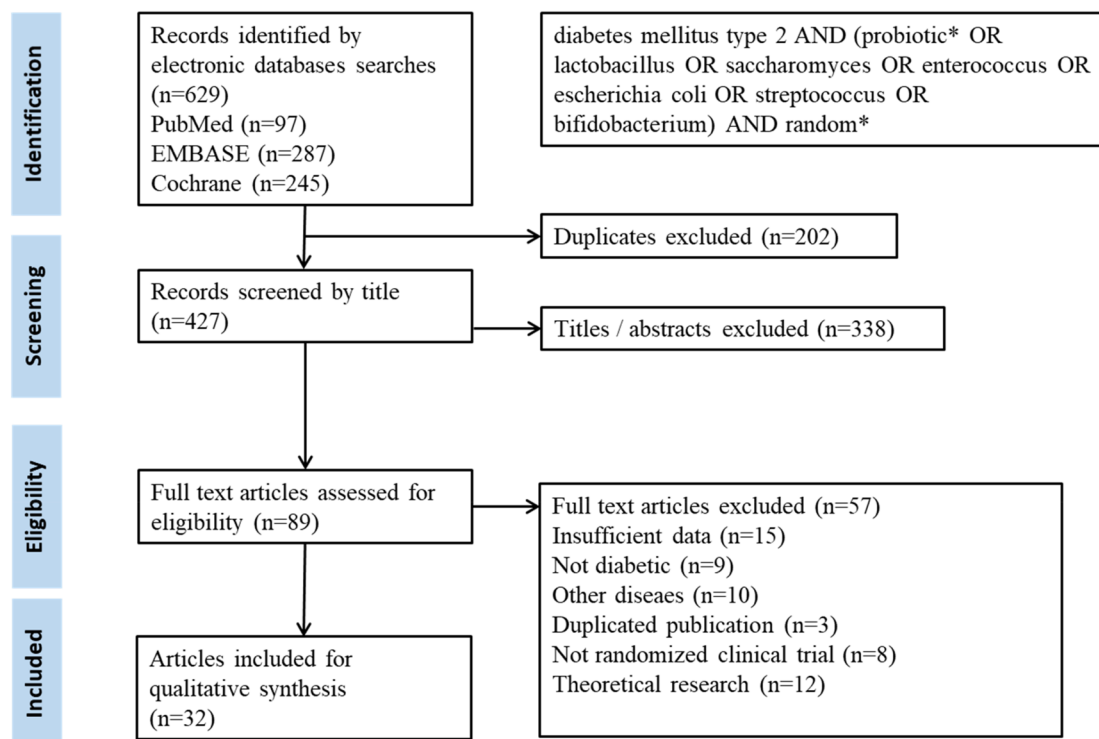 Identification
Records identified by
electronic databases searches
(n=629)
PubMed (n=97)
EMBASE (n=287)
Cochrane (n=245)
diabetes mellitus type 2 AND (probiotic* OR
lactobacillus OR saccharomyces OR enterococcus OR
escherichia coli OR streptococcus OR
bifidobacterium) AND random*
Duplicates excluded (n=202)
Screening
Records screened by title
(n=427)
Titles / abstracts excluded (n=338)
Eligibility
Full text articles assessed for
eligibility (n=89)
Full text articles excluded (n=57)
Insufficient data (n=15)
Not diabetic (n=9)
Other diseaes (n=10)
Duplicated publication (n=3)
Not randomized clinical trial (n=8)
Theoretical research (n=12)
Included
Articles included for
qualitative synthesis
(n=32)